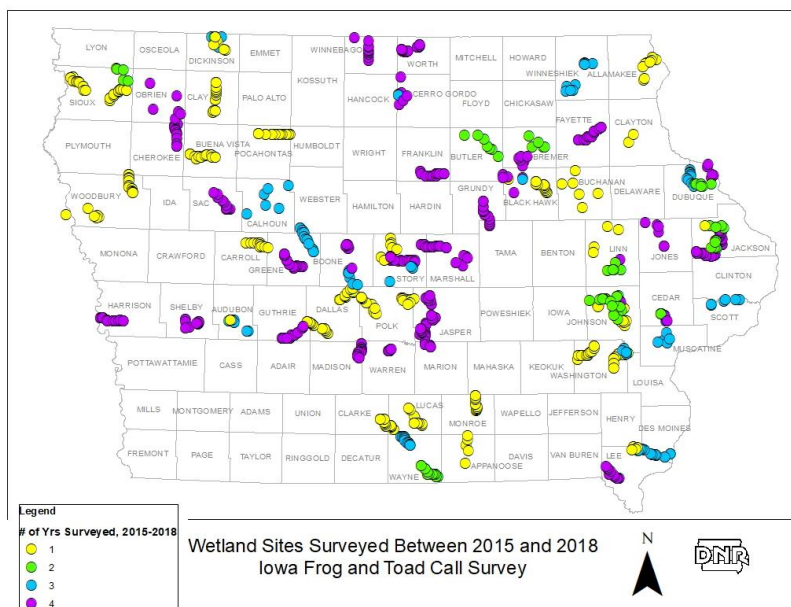 LYON OSCEOLA DICKINSON EMMET WINNEBAGO WORTH MITCHELL HOWARD WINNESHIEK ALLAMAKEE
KOSSUTH
SIOUX OBRIEN CLAY PALO ALTO HANCOCK CERRO GORDO FLOYD CHICKASAW
FAYETTE CLAYTON
PLYMOUTH CHEROKEE BUENA VISTA POCAHONTAS HUMBOLDT WRIGHT FRANKLIN BUTLER BREMER
WOODBURY IDA SAC CALHOUN WEBSTER HAMILTON HARDIN GRUNDY BLACK HAWK BUCHANAN DELAWARE DUBUQUE
MONONA CRAWFORD CARROLL GREENE BOONE STORY MARSHALL TAMA BENTON LINN JONES JACKSON
CLINTON
HARRISON SHELBY AUDUBON GUTHRIE DALLAS POLK JASPER POWESHIEK IOWA JOHNSON CEDAR SCOTT
MUSCATINE
POTTAWATTAMIE CASS ADAIR MADISON WARREN MARION MAHASKA KEOKUK WASHINGTON LOUISA
MILLS MONTGOMERY ADAMS UNION CLARKE LUCAS MONROE WAPELLO JEFFERSON HENRY DES MOINES
FREMONT PAGE TAYLOR RINGGOLD DECATUR WAYNE APPANOOSE DAVIS VAN BUREN LEE
Legend
# of Yrs Surveyed, 2015-2018
1
2
3
4
Wetland Sites Surveyed Between 2015 and 2018
Iowa Frog and Toad Call Survey
N
DNR